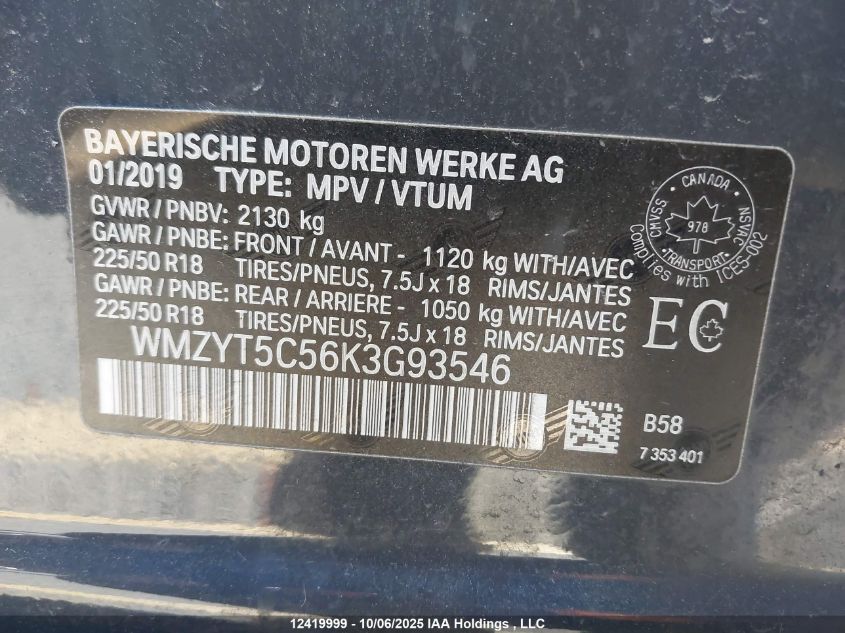 BAYERISCHE MOTOREN WERKE AG
01/2019 TYPE: MPV / VTUM
GVWR / PNBV: 2130 kg
GAWR / PNBE: FRONT / AVANT - 1120 kg WITH/AVEC
225/50 R18 TIRES/PNEUS, 7.5J x 18 RIMS/JANTES
GAWR / PNBE: REAR / ARRIERE - 1050 kg WITH/AVEC
225/50 R18 TIRES/PNEUS, 7.5J x 18 RIMS/JANTES
WMZYT5C56K3G93546
CANADA
CMVSS
978
NSVAC
TRANSPORT
Complies with ICES-002
EC
B58
7 353 401
12419999 - 10/06/2025 IAA Holdings , LLC